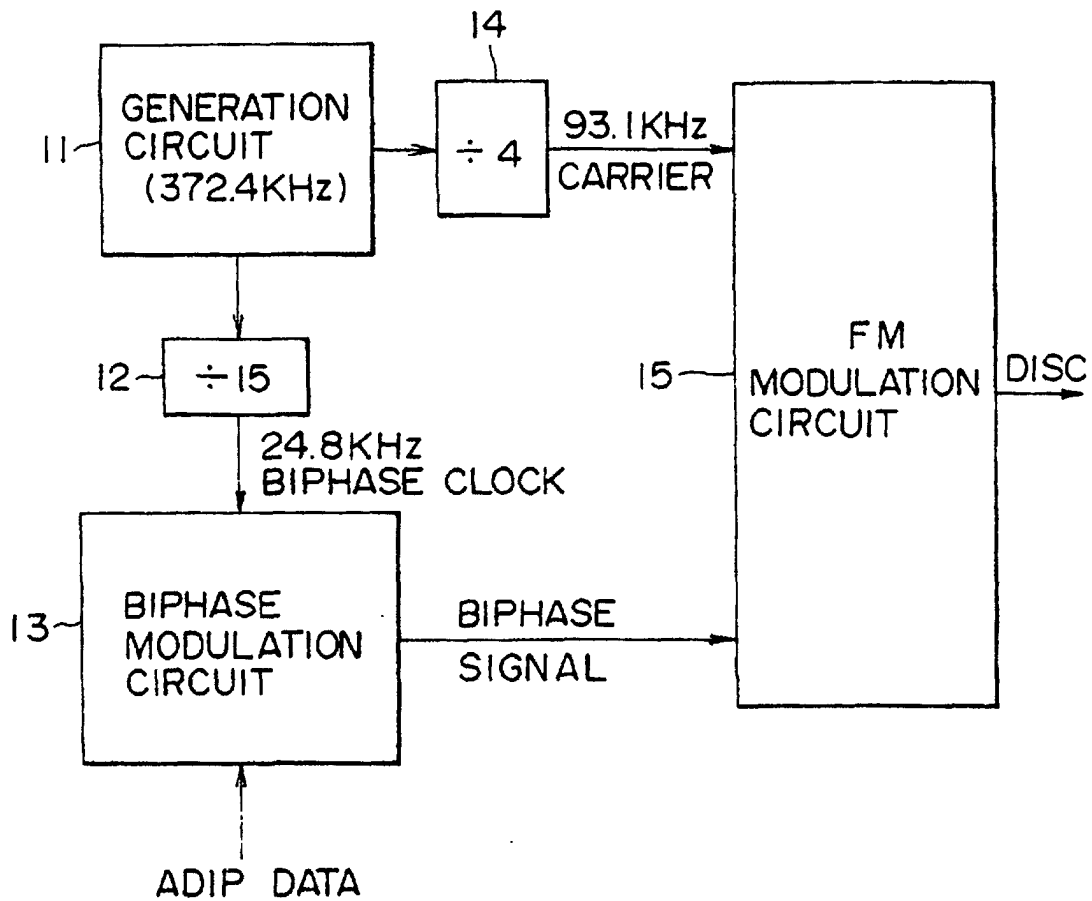 14
GENERATION
CIRCUIT
(372.4KHz)
11
÷ 4
93.1KHz
CARRIER
12
÷ 15
24.8KHz
BIPHASE CLOCK
FM
MODULATION
CIRCUIT
15
DISC
13
BIPHASE
MODULATION
CIRCUIT
BIPHASE
SIGNAL
ADIP DATA